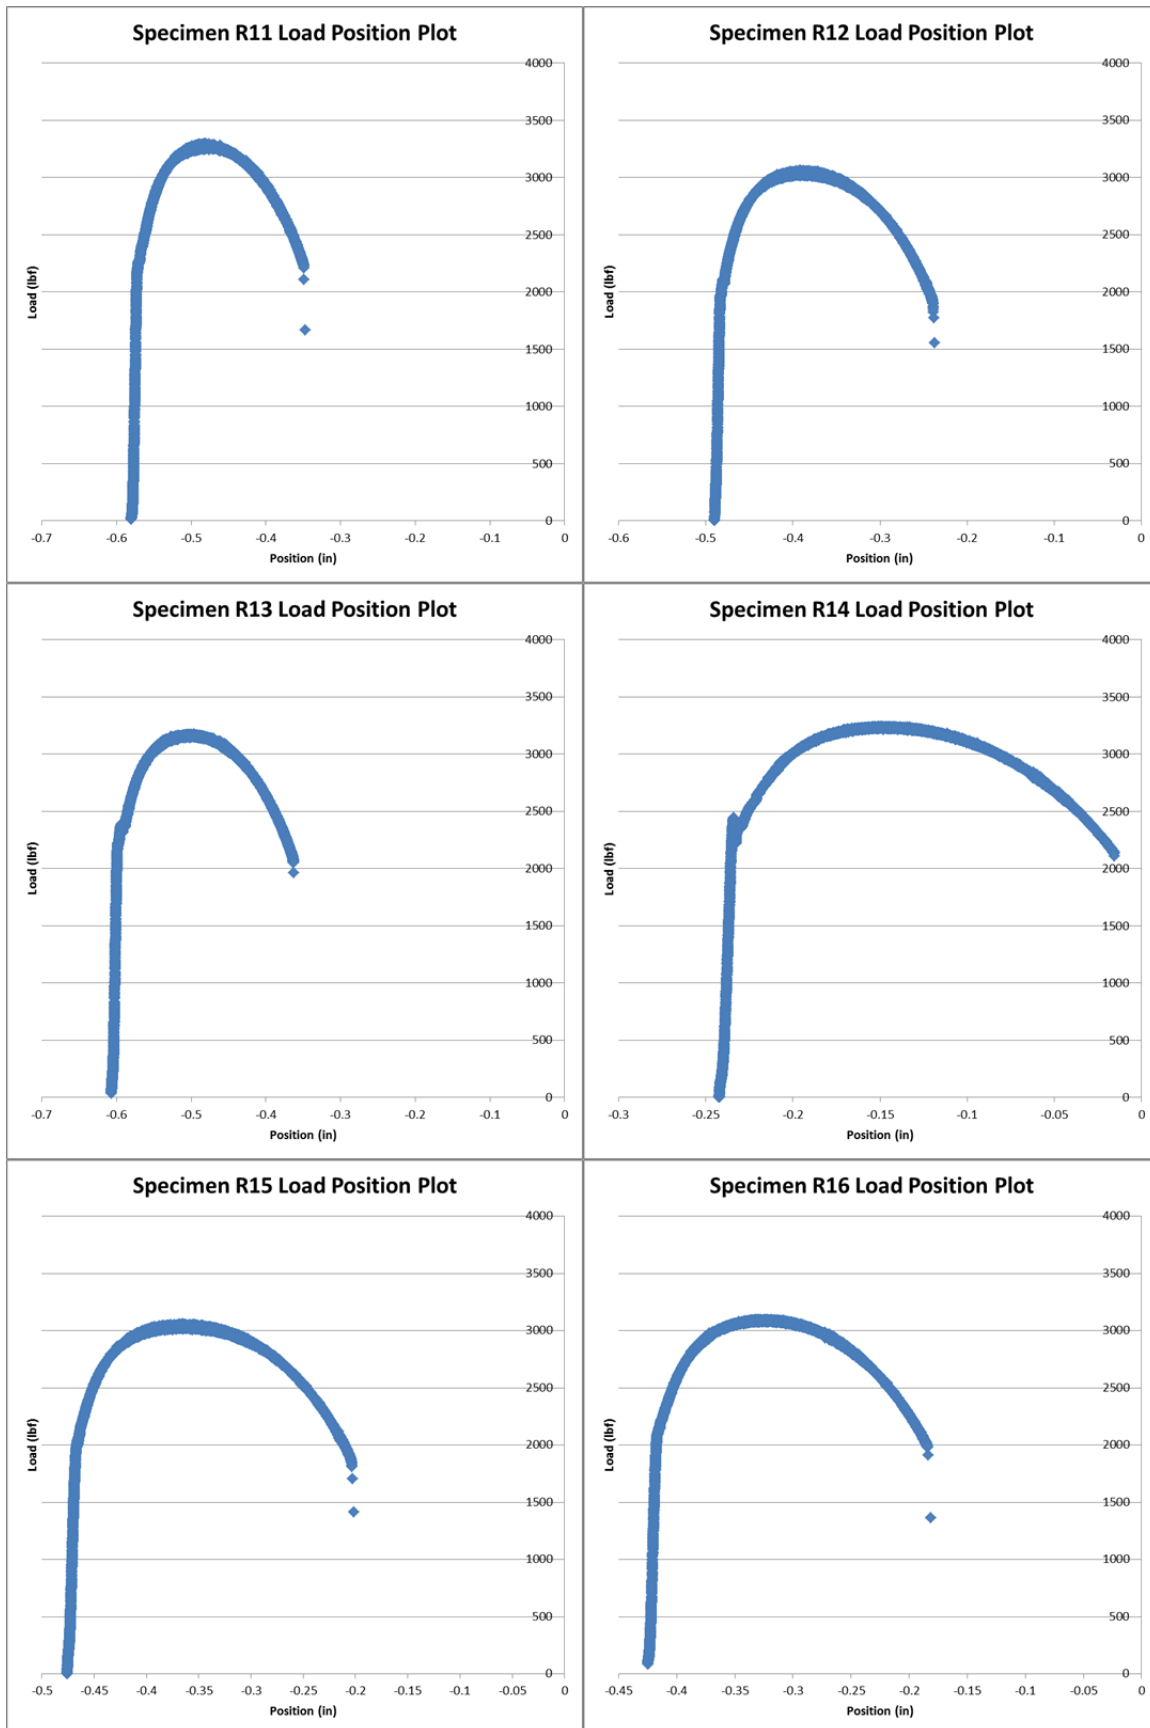 Specimen R11 Load Position Plot
4000
3500
3000
2500
2000
1500
1000
500
0
Load (lbf)
-0.7 -0.6 -0.5 -0.4 -0.3 -0.2 -0.1 0
Position (in)
Specimen R12 Load Position Plot
4000
3500
3000
2500
2000
1500
1000
500
0
Load (lbf)
-0.6 -0.5 -0.4 -0.3 -0.2 -0.1 0
Position (in)
Specimen R13 Load Position Plot
4000
3500
3000
2500
2000
1500
1000
500
0
Load (lbf)
-0.7 -0.6 -0.5 -0.4 -0.3 -0.2 -0.1 0
Position (in)
Specimen R14 Load Position Plot
4000
3500
3000
2500
2000
1500
1000
500
0
Load (lbf)
-0.3 -0.25 -0.2 -0.15 -0.1 -0.05 0
Position (in)
Specimen R15 Load Position Plot
4000
3500
3000
2500
2000
1500
1000
500
0
Load (lbf)
-0.5 -0.45 -0.4 -0.35 -0.3 -0.25 -0.2 -0.15 -0.1 -0.05 0
Position (in)
Specimen R16 Load Position Plot
4000
3500
3000
2500
2000
1500
1000
500
0
Load (lbf)
-0.45 -0.4 -0.35 -0.3 -0.25 -0.2 -0.15 -0.1 -0.05 0
Position (in)